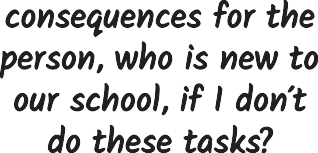 consequences for the
person, who is new to
our school, if I don't
do these tasks?